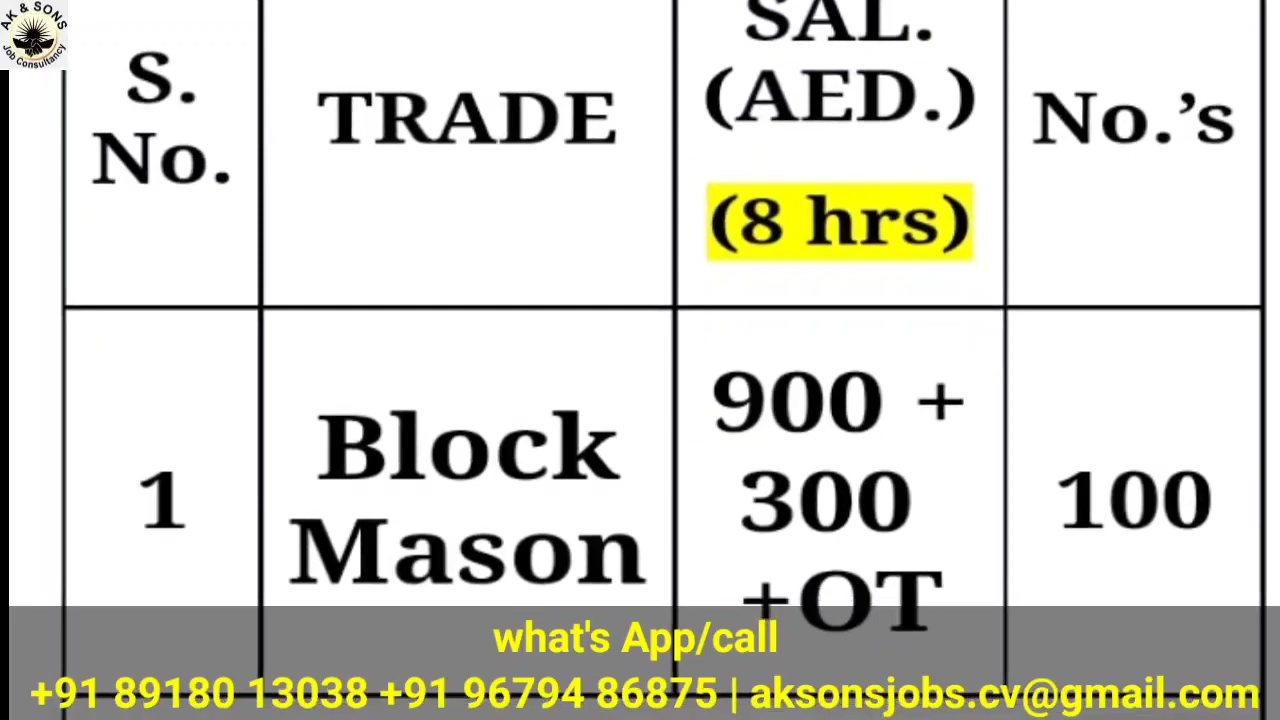 AK & SONS
Job Consultancy
S.
No.
TRADE
SAL.
(AED.)
(8 hrs)
No.’s
1
Block
Mason
900 +
300
+OT
100
what's App/call
+91 89180 13038 +91 96794 86875 | aksonsjobs.cv@gmail.com